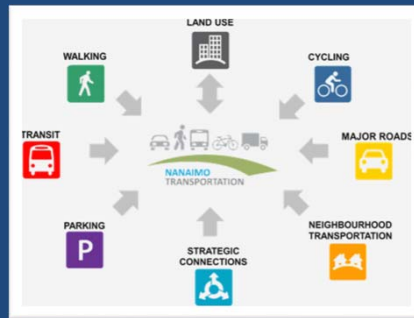 LAND USE
WALKING
CYCLING
TRANSIT
MAJOR ROADS
NANAIMO
TRANSPORTATION
PARKING
P
STRATEGIC
CONNECTIONS
NEIGHBOURHOOD
TRANSPORTATION